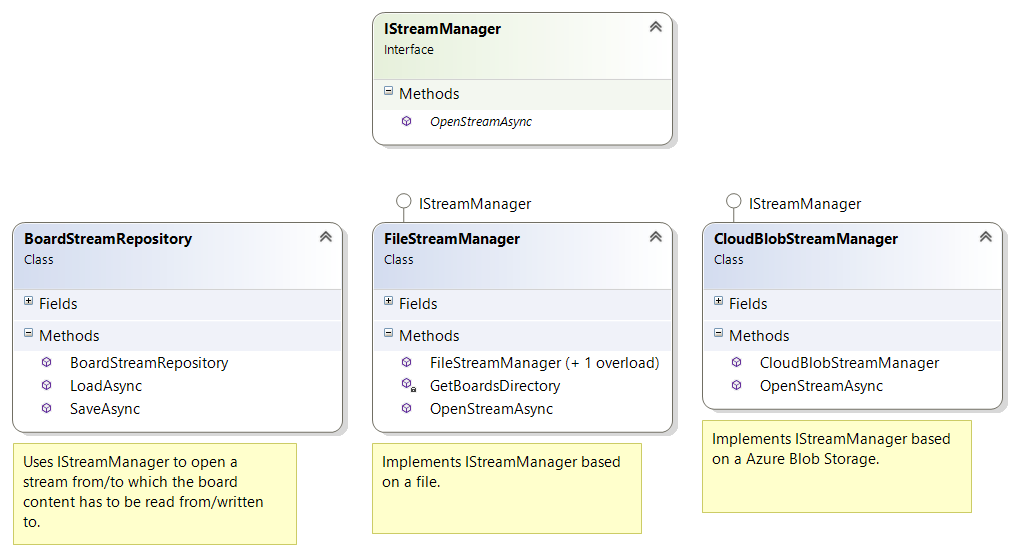 IStreamManager
Interface
Methods
OpenStreamAsync
IStreamManager
IStreamManager
BoardStreamRepository
Class
Fields
Methods
BoardStreamRepository
LoadAsync
SaveAsync
Uses IStreamManager to open a
stream from/to which the board
content has to be read from/written
to.
FileStreamManager
Class
Fields
Methods
FileStreamManager (+ 1 overload)
GetBoardsDirectory
OpenStreamAsync
Implements IStreamManager based
on a file.
CloudBlobStreamManager
Class
Fields
Methods
CloudBlobStreamManager
OpenStreamAsync
Implements IStreamManager based
on a Azure Blob Storage.